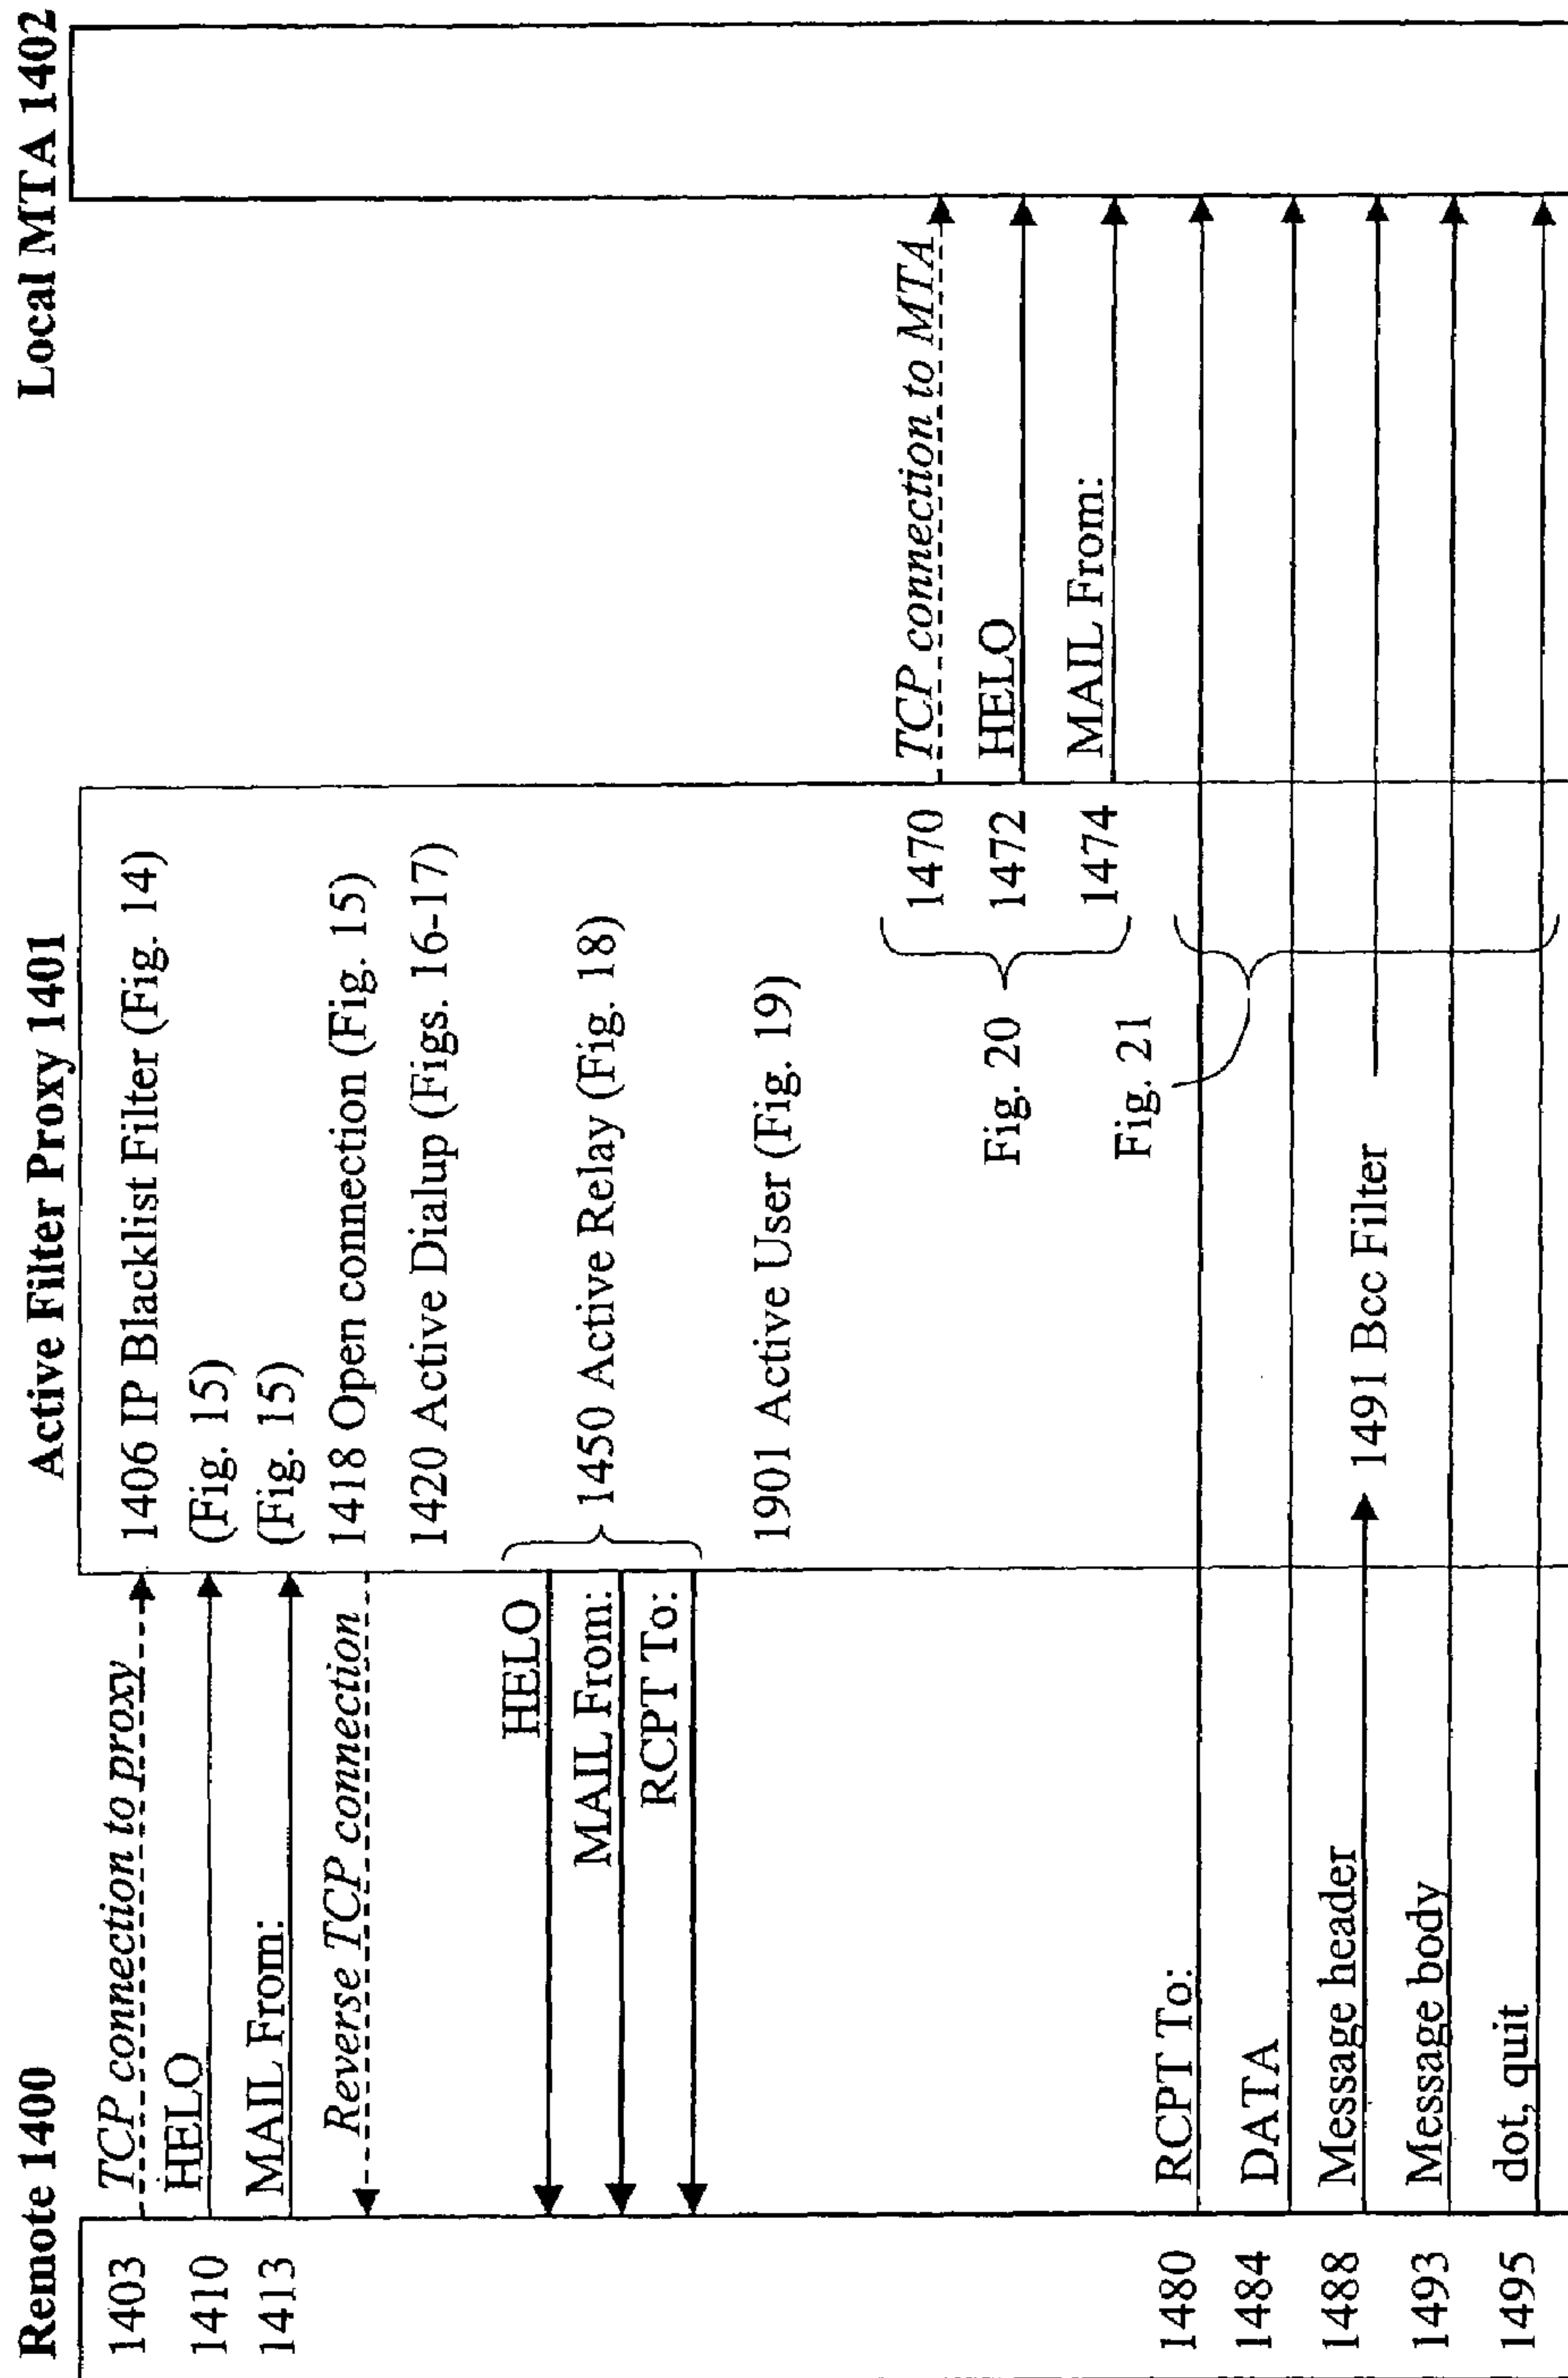 Remote 1400
Active Filter Proxy 1401
Local MTA 1402
1403
TCP connection to proxy
1406 IP Blacklist Filter (Fig. 14)
1410
HELO
(Fig. 15)
1413
MAIL From:
(Fig. 15)
Reverse TCP connection
1418 Open connection (Fig. 15)
1420 Active Dialup (Figs. 16-17)
HELO
MAIL From:
RCPT To:
1450 Active Relay (Fig. 18)
1901 Active User (Fig. 19)
1470
TCP connection to MTA
Fig. 20
1472
HELO
1474
MAIL From:
Fig. 21
1480
RCPT To:
1484
DATA
1488
Message header
1491 Bcc Filter
1493
Message body
1495
dot, quit